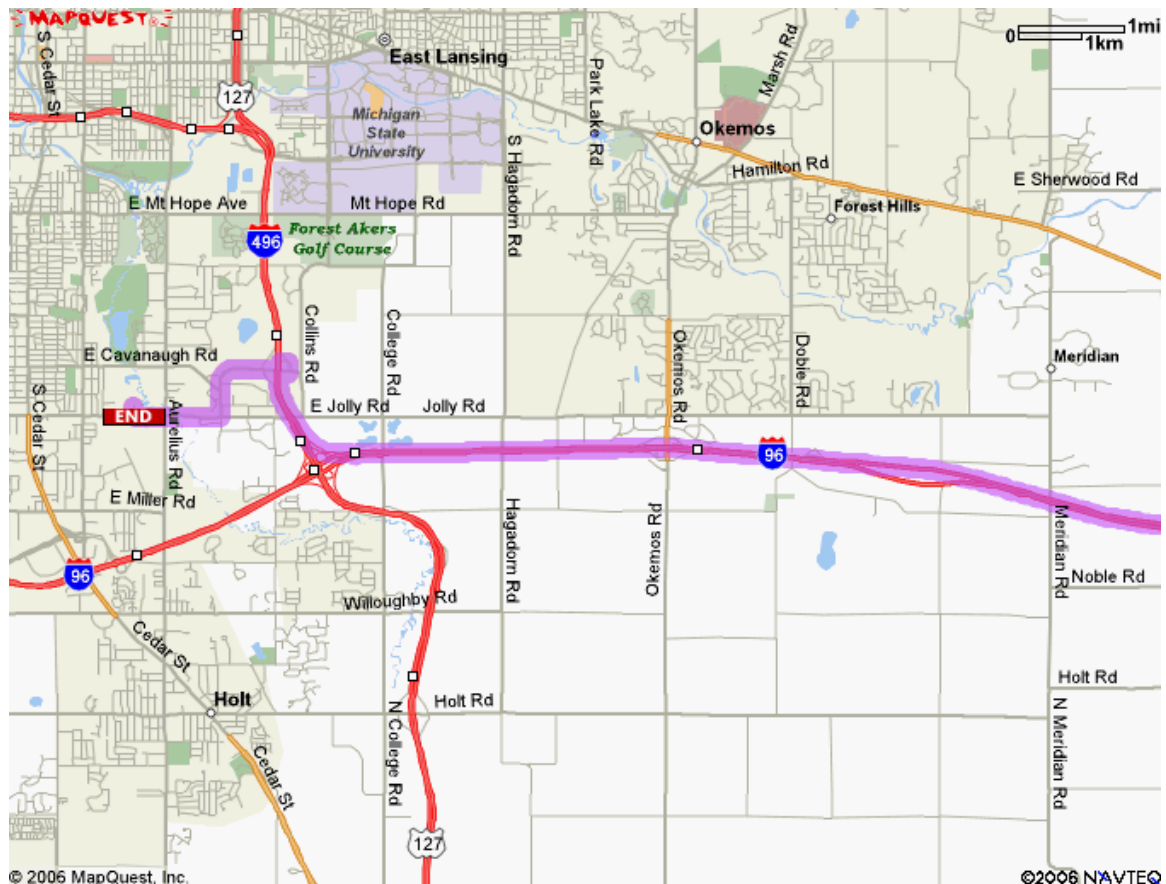 MAPQUEST
S Cedar St
127
East Lansing
Michigan
State
University
Park Lake Rd
Marsh Rd
0
1mi
1km
Okemos
Hamilton Rd
E Sherwood Rd
S Hagadorn Rd
E Mt Hope Ave
Mt Hope Rd
Forest Hills
496
Forest Akers
Golf Course
Collins Rd
College Rd
Okemos Rd
Dobie Rd
E Cavanaugh Rd
Meridian
S Cedar St
END
Aurelius Rd
E Jolly Rd
Jolly Rd
96
E Miller Rd
Hagadorn Rd
Okemos Rd
Meridian Rd
96
Noble Rd
Willoughby Rd
Cedar St
Holt
Holt Rd
Holt Rd
N College Rd
N Meridian Rd
Cedar St
127
© 2006 MapQuest, Inc.
©2006 NAVTEQ